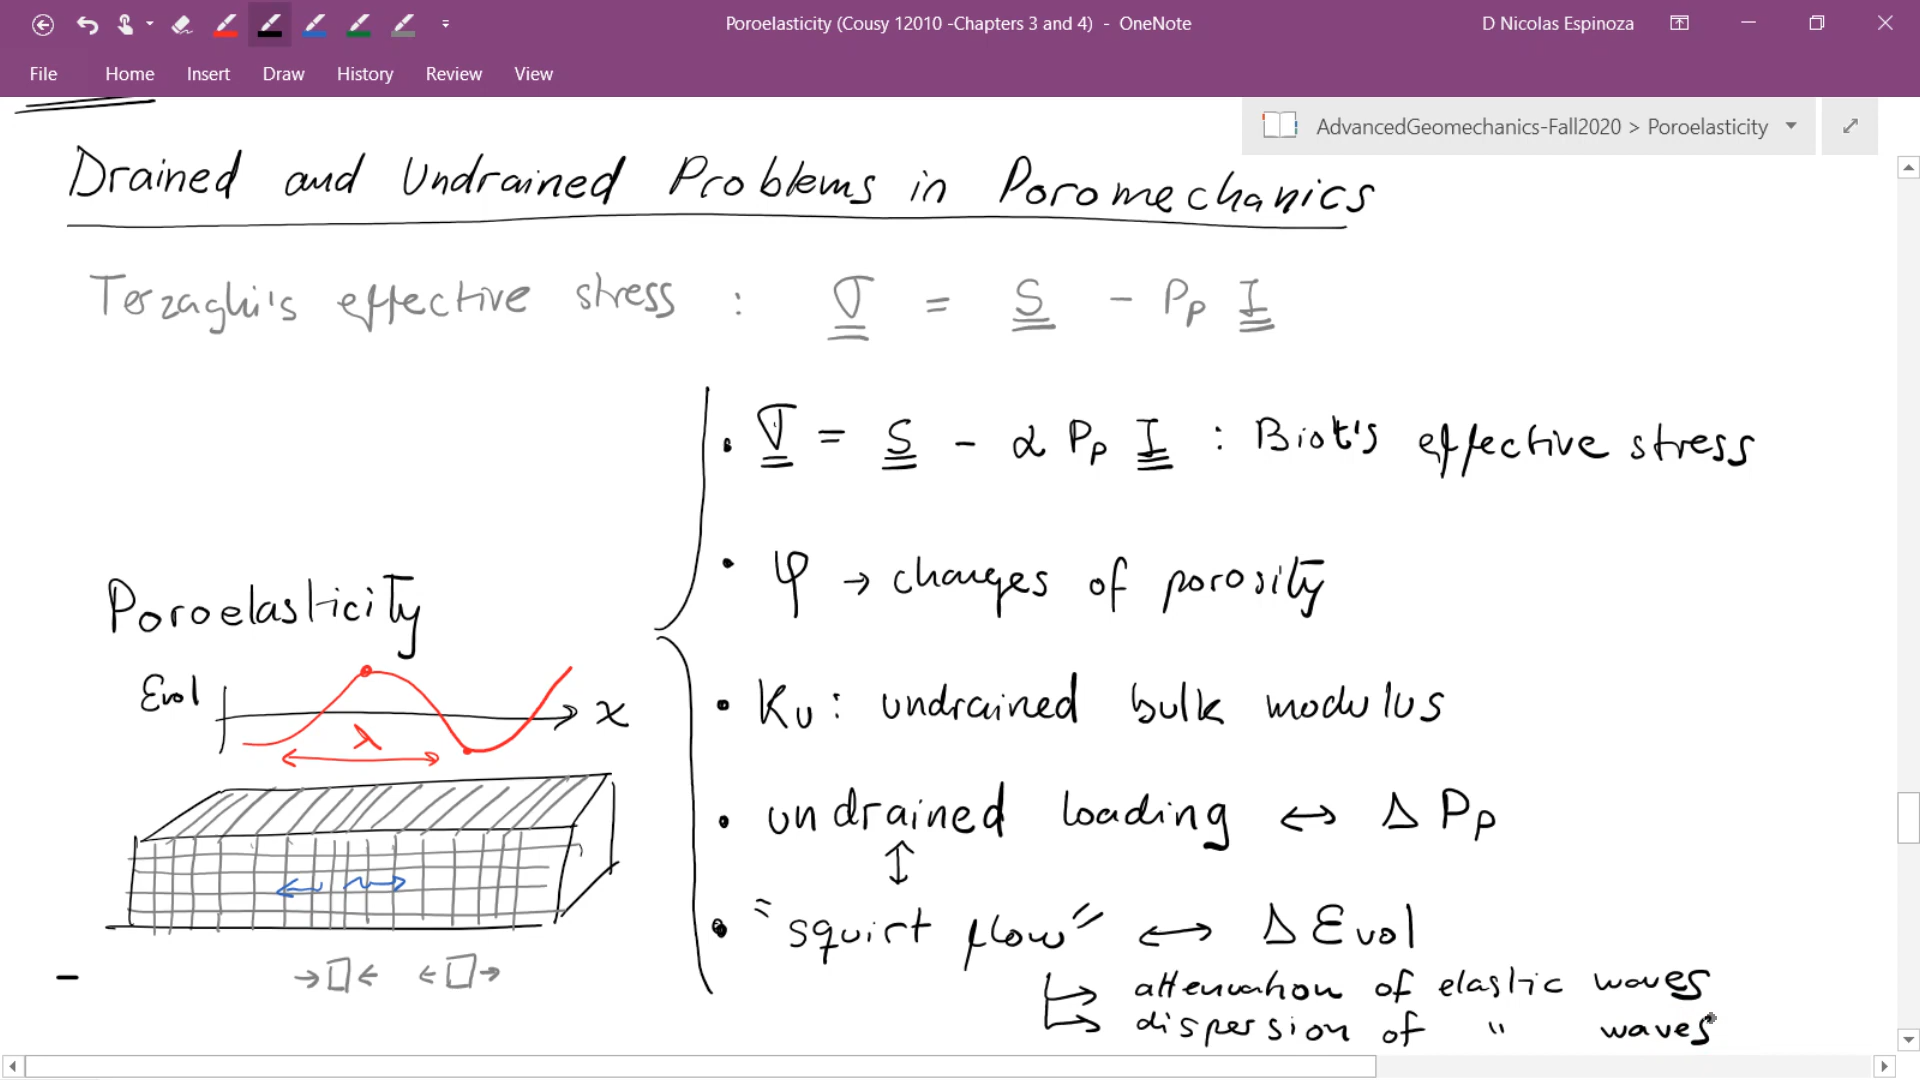 Poroelasticity (Cousy 12010 -Chapters 3 and 4) - OneNote
D Nicolas Espinoza
File Home Insert Draw History Review View
AdvancedGeomechanics-Fall2020 > Poroelasticity
Drained and Undrained Problems in Poromechanics
Terzaghi's effective stress : σ = S - Pp I
• σ = S - α Pp I : Biot's effective stress
• φ → changes of porosity
Poroelasticity
Evol
x
λ
• Ku: undrained bulk modulus
• undrained loading ↔ Δ Pp
↕
• "squirt flow" ↔ Δ Evol
↳ attenuation of elastic waves
↳ dispersion of " waves